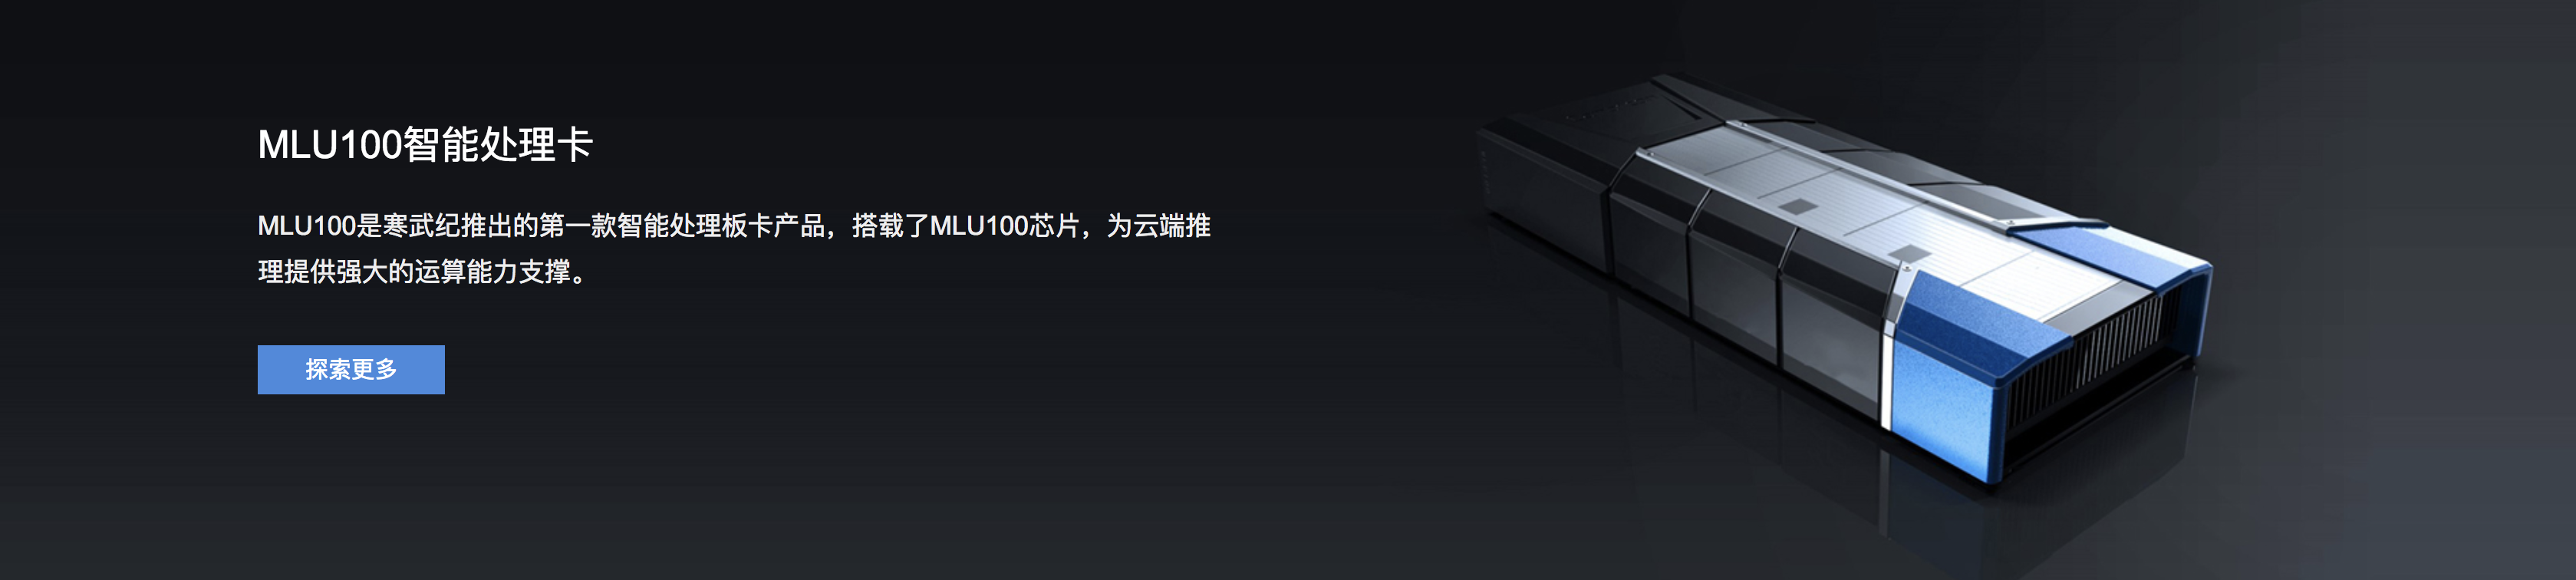 MLU100智能处理卡
MLU100是寒武纪推出的第一款智能处理板卡产品，搭载了MLU100芯片，为云端推
理提供强大的运算能力支撑。
探索更多